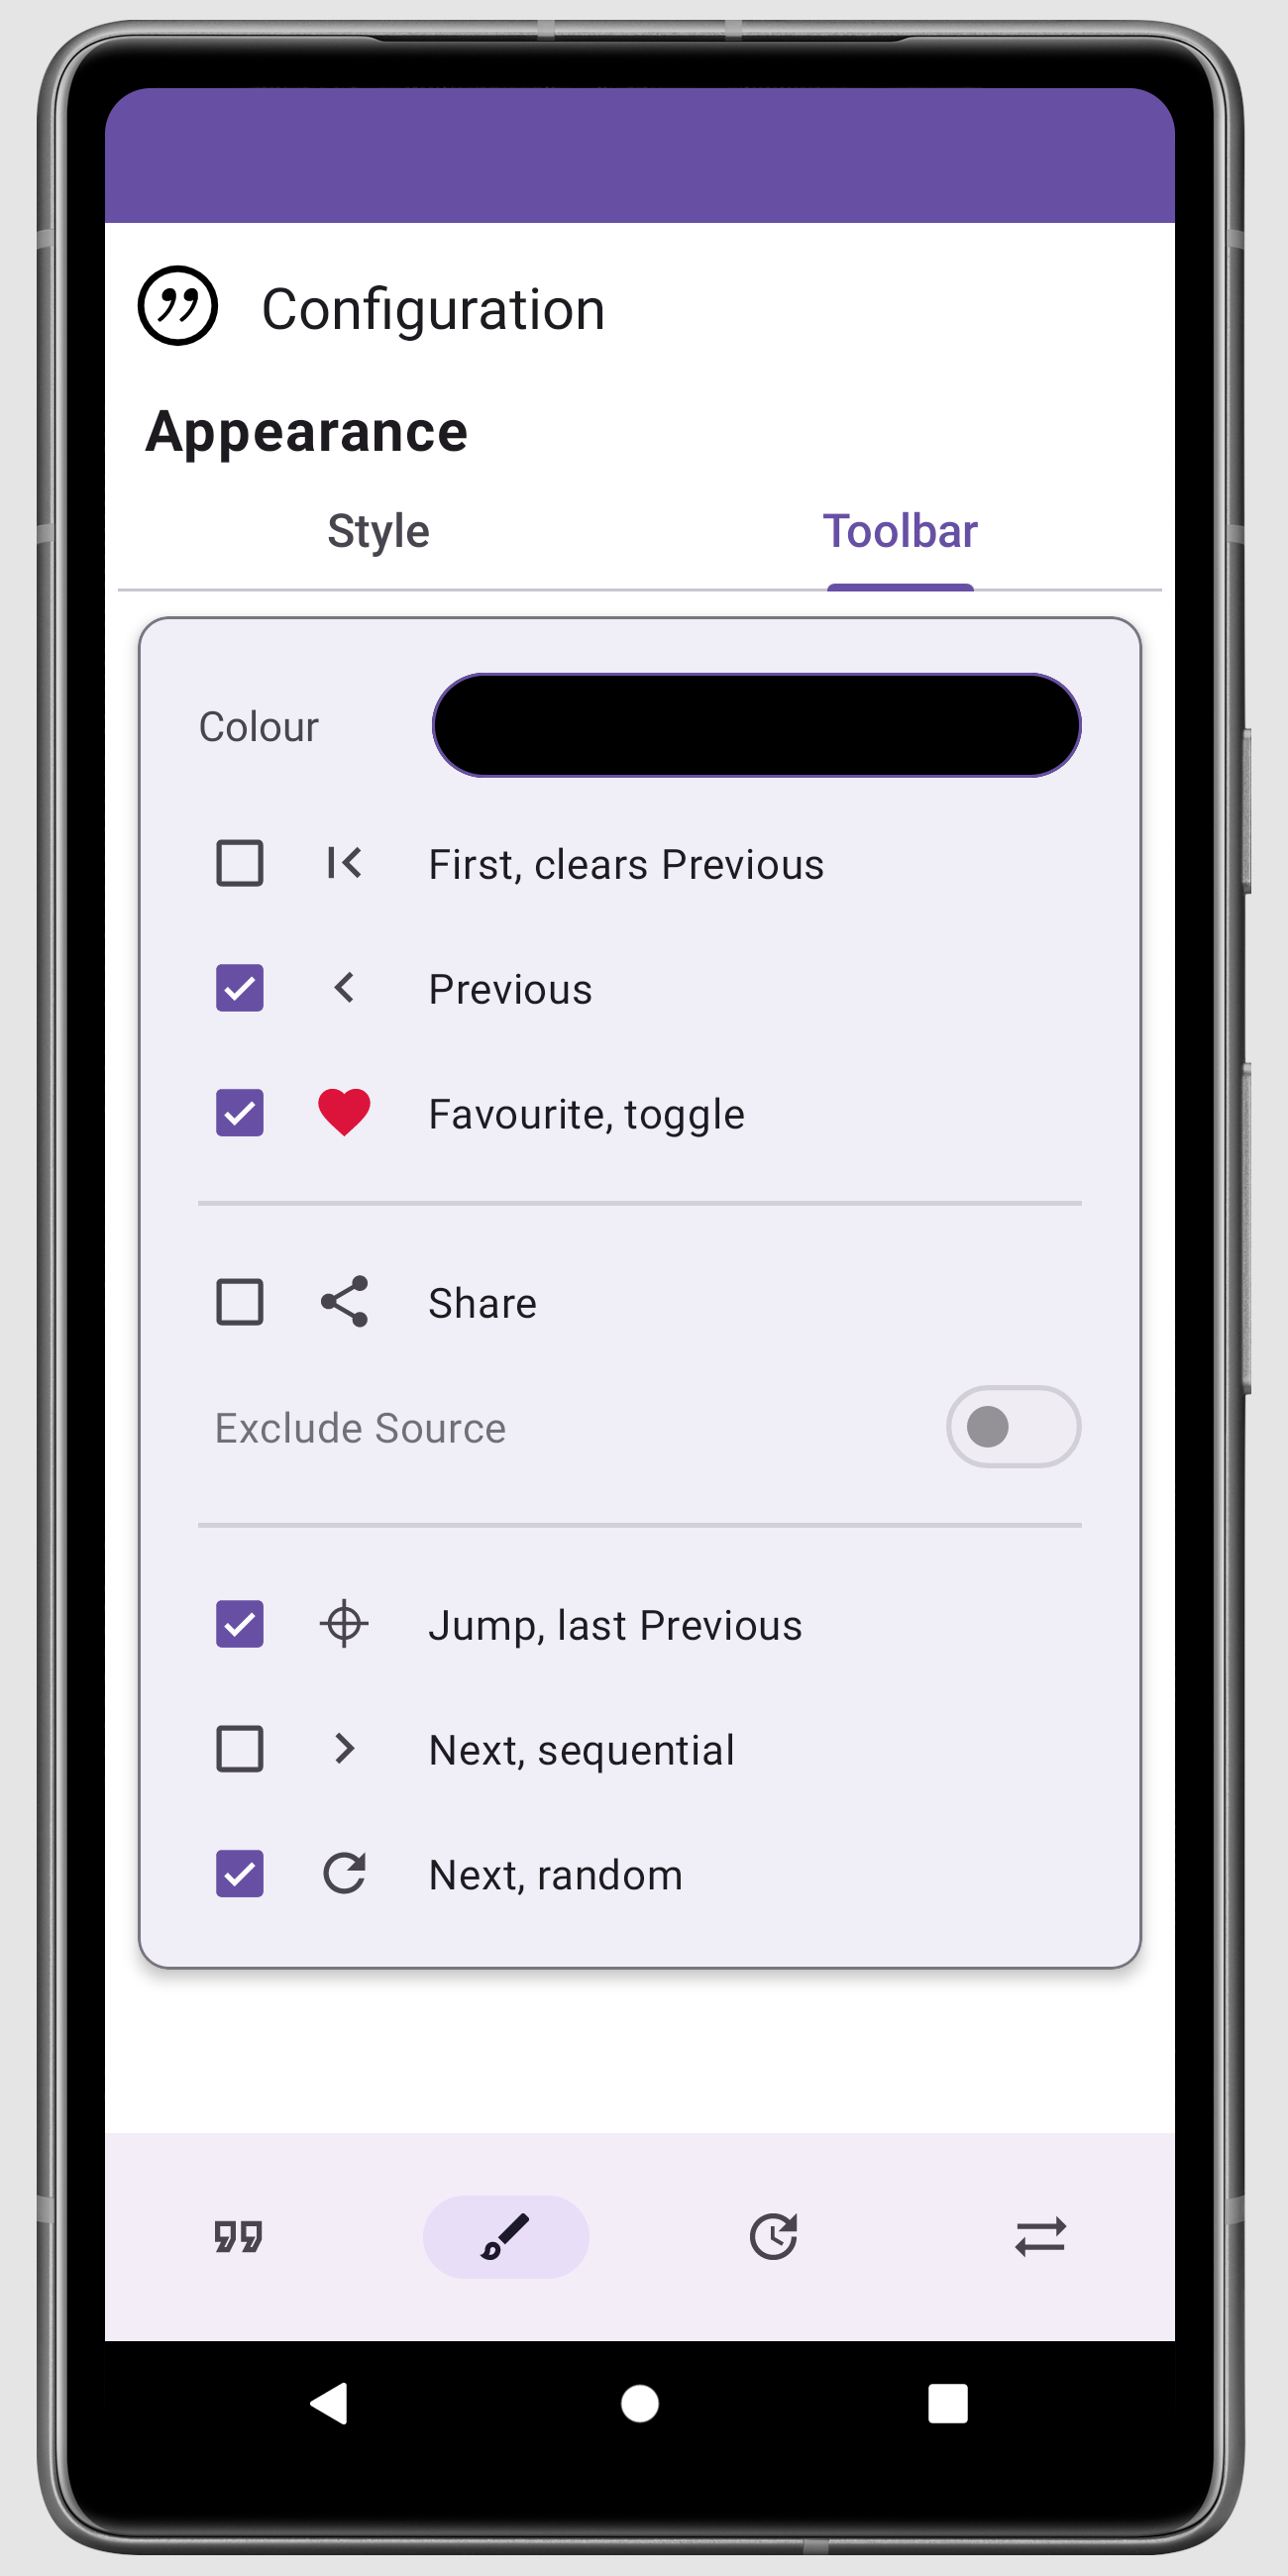 Configuration
Appearance
Style Toolbar
Colour
First, clears Previous
Previous
Favourite, toggle
Share
Exclude Source
Jump, last Previous
Next, sequential
Next, random